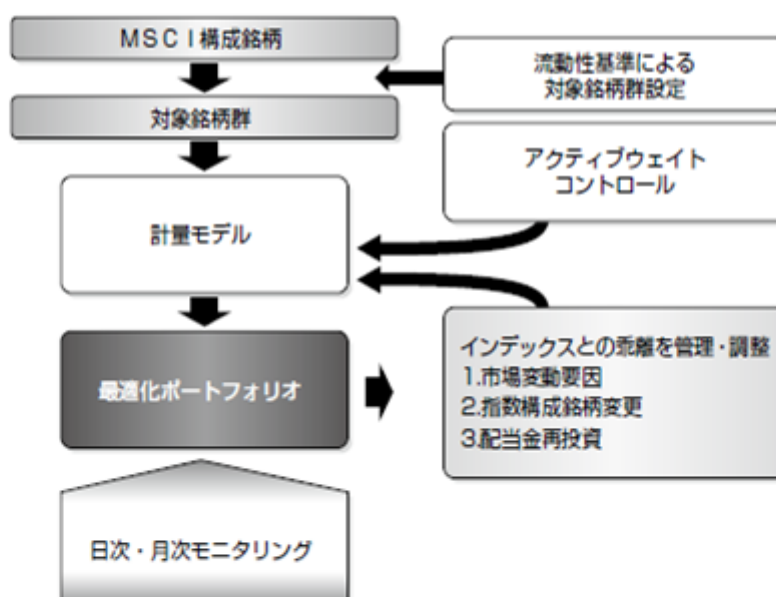 MSCI構成銘柄
流動性基準による
対象銘柄群設定
対象銘柄群
アクティブウェイト
コントロール
計量モデル
最適化ポートフォリオ
インデックスとの乖離を管理・調整
1.市場変動要因
2.指数構成銘柄変更
3.配当金再投資
日次・月次モニタリング